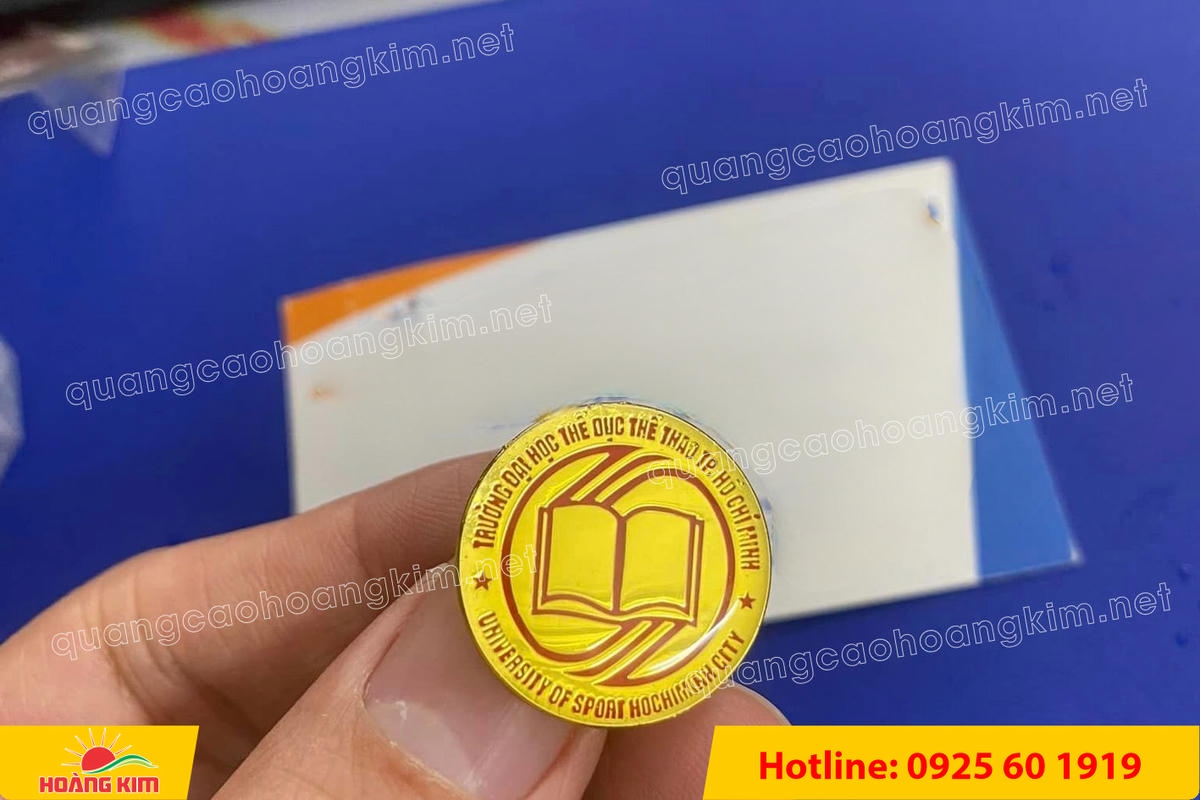 quangcaohoangkim.net
quangcaohoangkim.net
quangcaohoangkim.net
quangcaohoangkim.net
TRƯỜNG ĐẠI HỌC THỂ DỤC THỂ THAO TP. HỒ CHÍ MINH
UNIVERSITY OF SPORT HOCHIMINH CITY
quangcaohoangkim.net
quangcaohoangkim.net
HOÀNG KIM
Hotline: 0925 60 1919